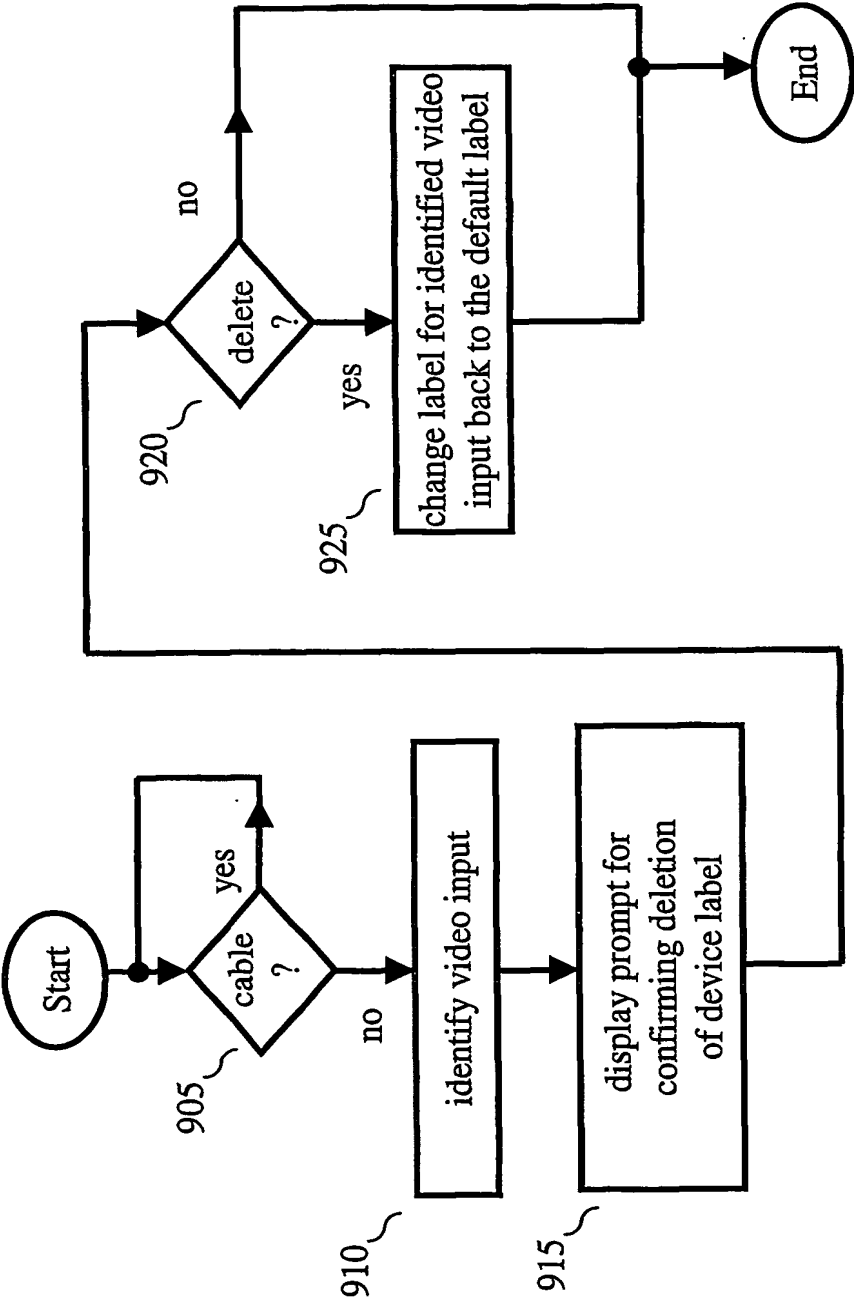 Start
905
cable
?
yes
no
910
identify video input
915
display prompt for
confirming deletion
of device label
920
delete
?
no
yes
925
change label for identified video
input back to the default label
End